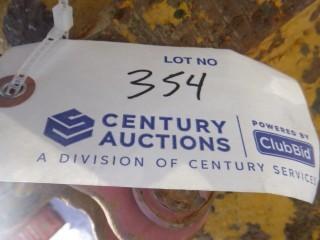 LOT NO
354
CENTURY
AUCTIONS
POWERED BY
ClubBid
A DIVISION OF CENTURY SERVICES